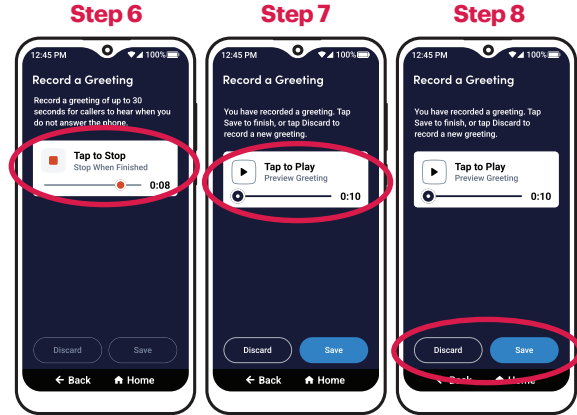 Step 6
12:45 PM
100%
Record a Greeting
Record a greeting of up to 30
seconds for callers to hear when you
do not answer the phone.
Tap to Stop
Stop When Finished
0:08
Discard
Save
Back
Home
Step 7
12:45 PM
100%
Record a Greeting
You have recorded a greeting. Tap
Save to finish, or tap Discard to
record a new greeting.
Tap to Play
Preview Greeting
0:10
Discard
Save
Back
Home
Step 8
12:45 PM
100%
Record a Greeting
You have recorded a greeting. Tap
Save to finish, or tap Discard to
record a new greeting.
Tap to Play
Preview Greeting
0:10
Discard
Save
Back
Home